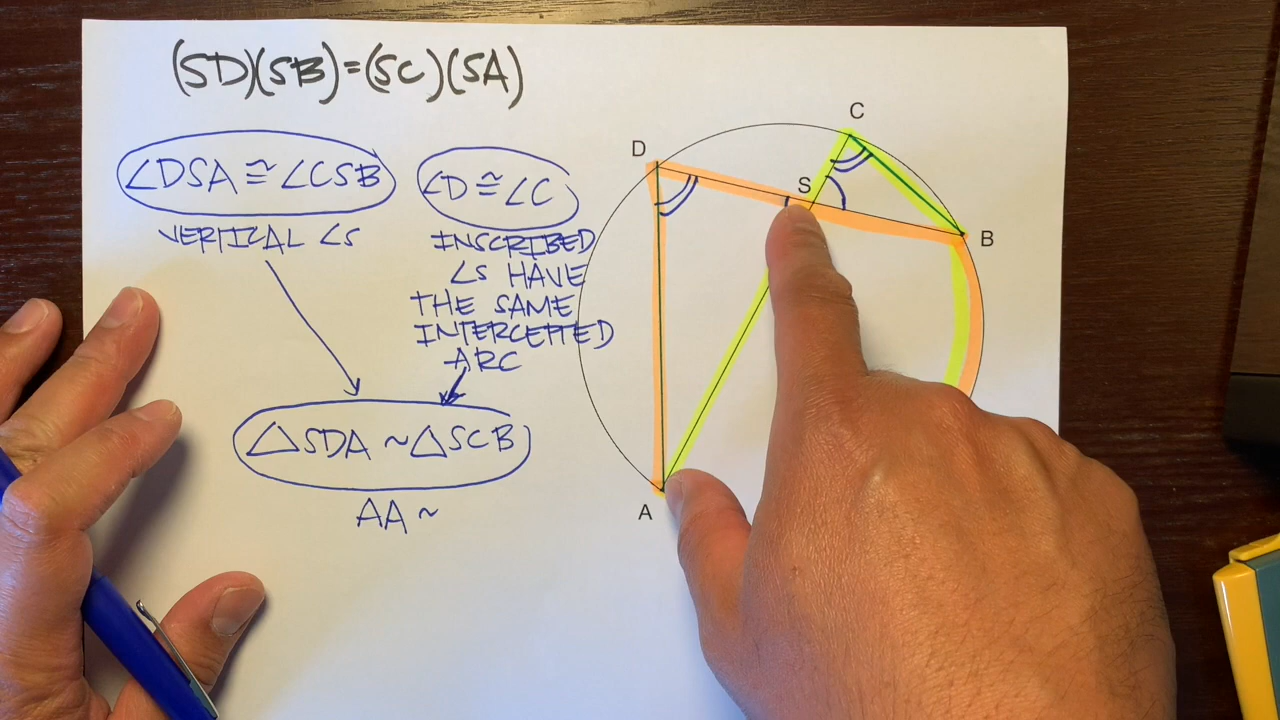 (SD)(SB)=(SC)(SA)
∠DSA ≅ ∠CSB
VERTICAL ∠S
∠D ≅ ∠C
INSCRIBED
∠S HAVE
THE SAME
INTERCEPTED
ARC
△SDA ~ △SCB
AA ~
C
D
S
B
A